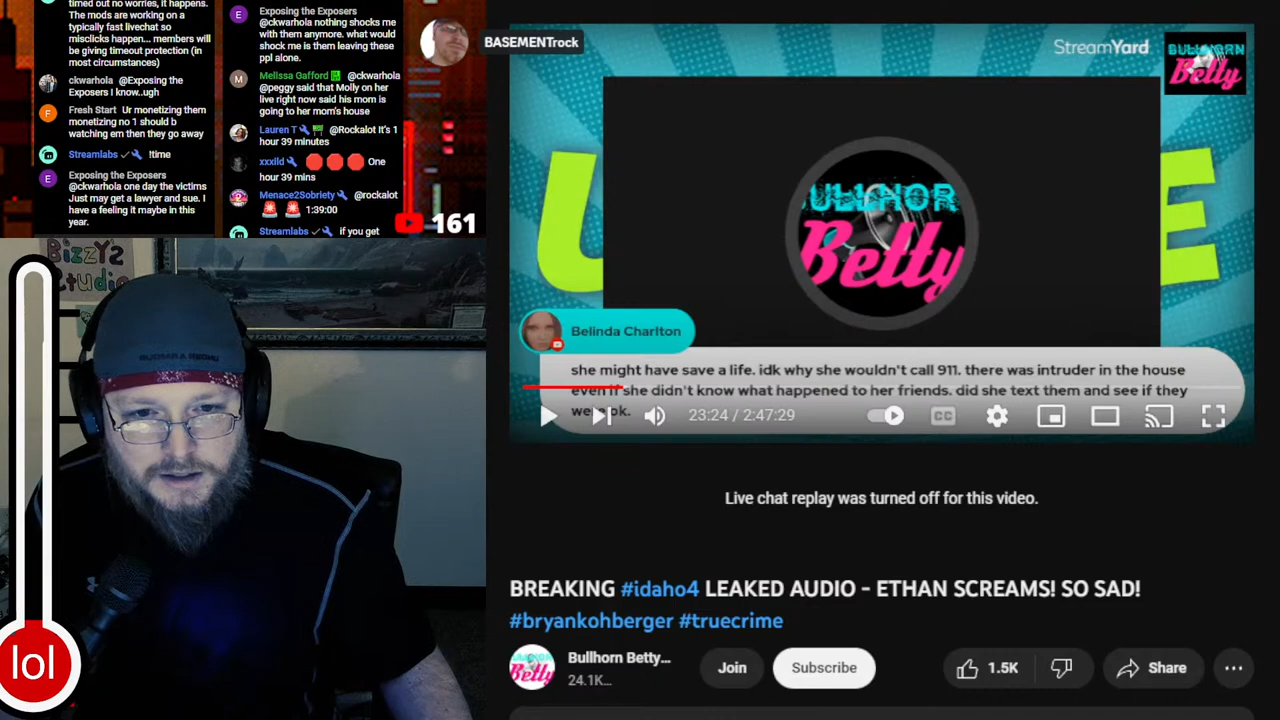 timed out no worries, it happens.
The mods are working on a
typically fast livechat so
misclicks happen... members will
be giving timeout protection (in
most circumstances)
ckwarhola @Exposing the
Exposers I know..ugh
Fresh Start Ur monetizing them
monetizing no 1 should b
watching em then they go away
Streamlabs !time
Exposing the Exposers
@ckwarhola one day the victims
Just may get a lawyer and sue. I
have a feeling it maybe in this
year.
Exposing the Exposers
@ckwarhola nothing shocks me
with them anymore. what would
shock me is them leaving these
ppl alone.
Melissa Gafford @ckwarhola
@peggy said that Molly on her
live right now said his mom is
going to her mom's house
Lauren T @Rockalot It's 1
hour 39 minutes
xxxild One
hour 39 mins
Menace2Sobriety @rockalot
1:39:00
Streamlabs if you get
161
BASEMENTrock
BizzY'z
StudIo
lol
StreamYard
BULLHORN
Betty
U
E
BULLHOR
Betty
Belinda Charlton
she might have save a life. idk why she wouldn't call 911. there was intruder in the house
even if she didn't know what happened to her friends. did she text them and see if they
were ok.
23:24 / 2:47:29
CC
Live chat replay was turned off for this video.
BREAKING #idaho4 LEAKED AUDIO - ETHAN SCREAMS! SO SAD!
#bryankohberger #truecrime
BULLHORN
Betty
Bullhorn Betty...
24.1K...
Join
Subscribe
1.5K
Share